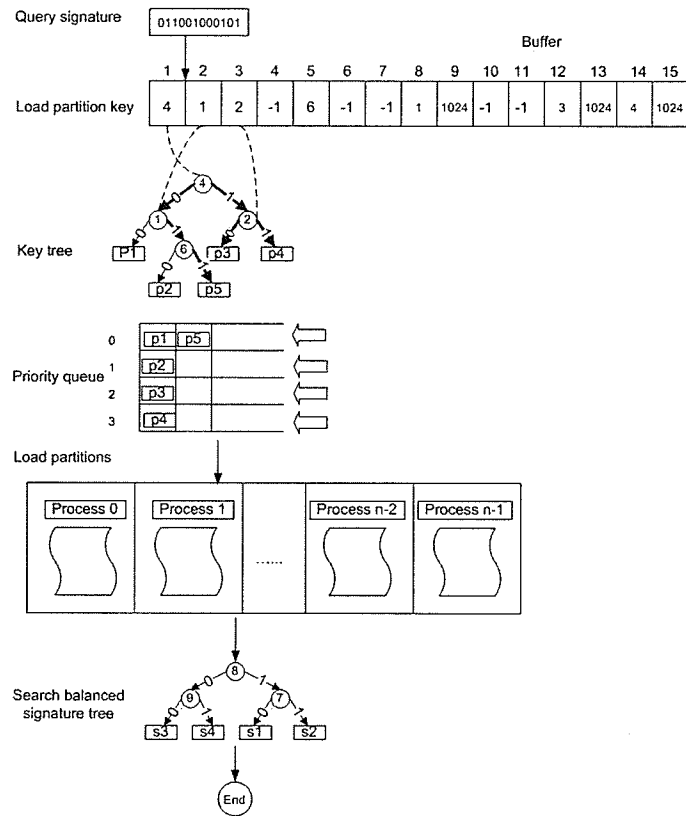 Query signature
011001000101
Buffer
1 2 3 4 5 6 7 8 9 10 11 12 13 14 15
Load partition key
4 1 2 -1 6 -1 -1 1 1024 -1 -1 3 1024 4 1024
4
0 1
1 2
0 1 0 1
Key tree
P1 6 p3 p4
0 1
p2 p5
0 p1 p5
1 p2
Priority queue
2 p3
3 p4
Load partitions
Process 0 Process 1 Process n-2 Process n-1
......
8
0 1
Search balanced
signature tree
9 7
0 1 0 1
s3 s4 s1 s2
End